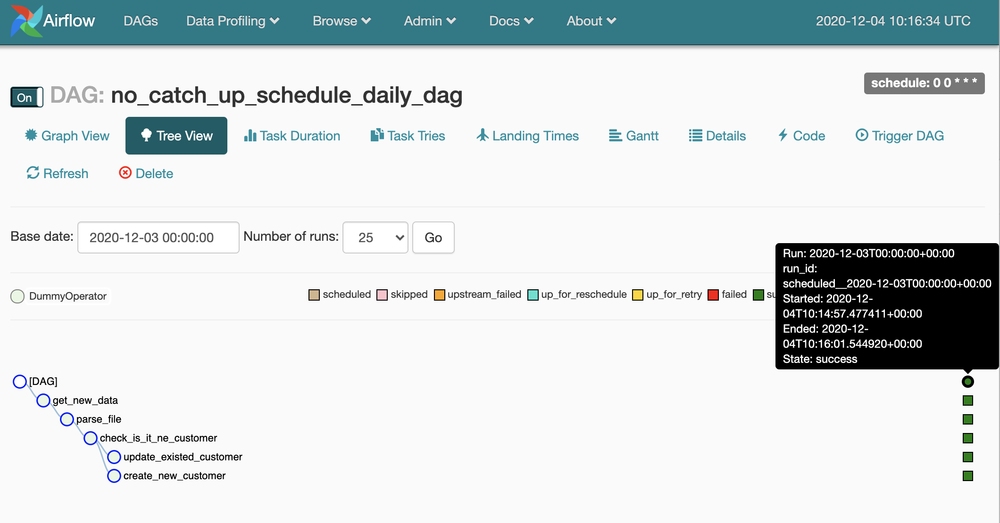 Airflow DAGs Data Profiling Browse Admin Docs About 2020-12-04 10:16:34 UTC
schedule: 0 0 * * *
On DAG: no_catch_up_schedule_daily_dag
Graph View Tree View Task Duration Task Tries Landing Times Gantt Details Code Trigger DAG
Refresh Delete
Base date: 2020-12-03 00:00:00 Number of runs: 25 Go
DummyOperator scheduled skipped upstream_failed up_for_reschedule up_for_retry failed su
Run: 2020-12-03T00:00:00+00:00
run_id:
scheduled__2020-12-03T00:00:00+00:00
Started: 2020-12-
04T10:14:57.477411+00:00
Ended: 2020-12-
04T10:16:01.544920+00:00
State: success
[DAG]
get_new_data
parse_file
check_is_it_ne_customer
update_existed_customer
create_new_customer